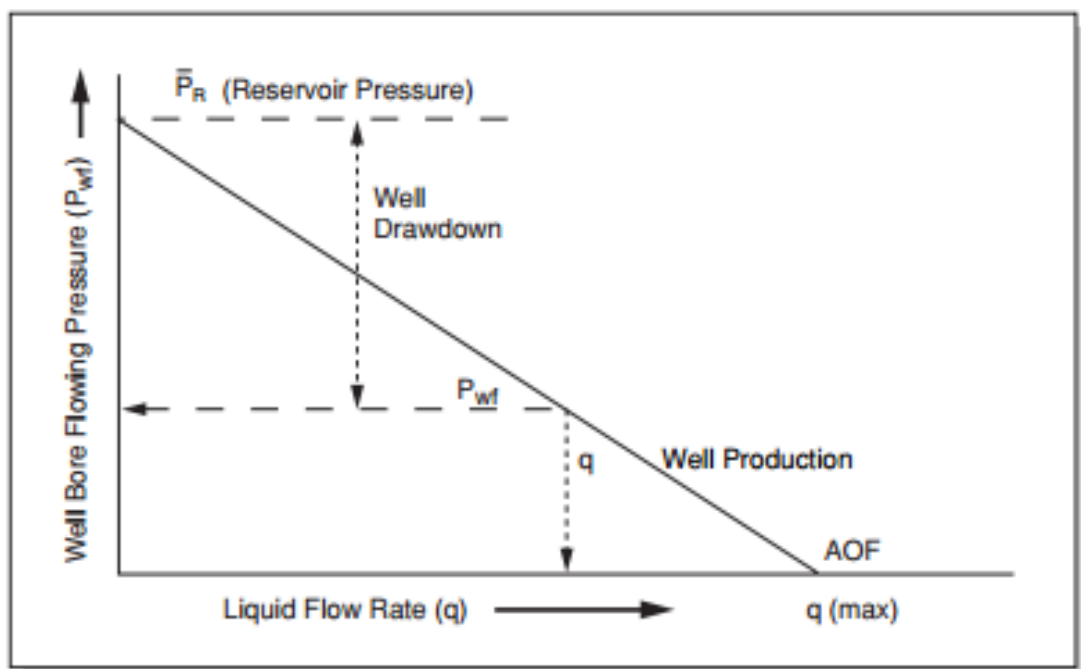 P̅R (Reservoir Pressure)
Well Bore Flowing Pressure (Pwf)
Well
Drawdown
Pwf
q
Well Production
AOF
Liquid Flow Rate (q)
q (max)